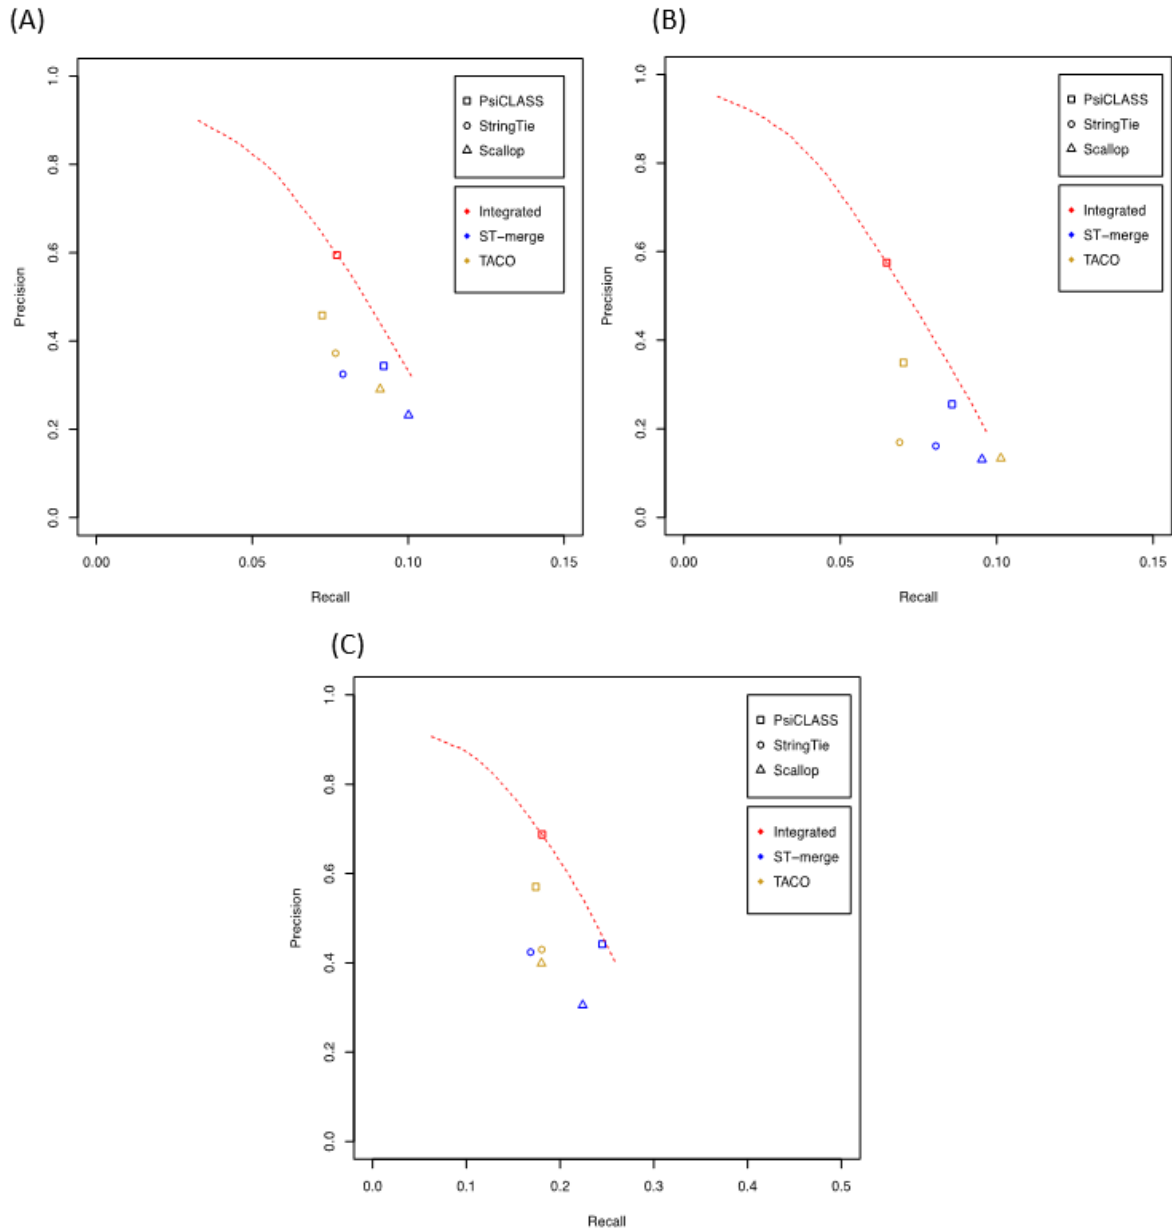 (A)
1.0
0.8
0.6
0.4
0.2
0.0
Precision
0.00
0.05
0.10
0.15
Recall
PsiCLASS
StringTie
Scallop
Integrated
ST-merge
TACO
(B)
1.0
0.8
0.6
0.4
0.2
0.0
Precision
0.00
0.05
0.10
0.15
Recall
PsiCLASS
StringTie
Scallop
Integrated
ST-merge
TACO
(C)
1.0
0.8
0.6
0.4
0.2
0.0
Precision
0.0
0.1
0.2
0.3
0.4
0.5
Recall
PsiCLASS
StringTie
Scallop
Integrated
ST-merge
TACO